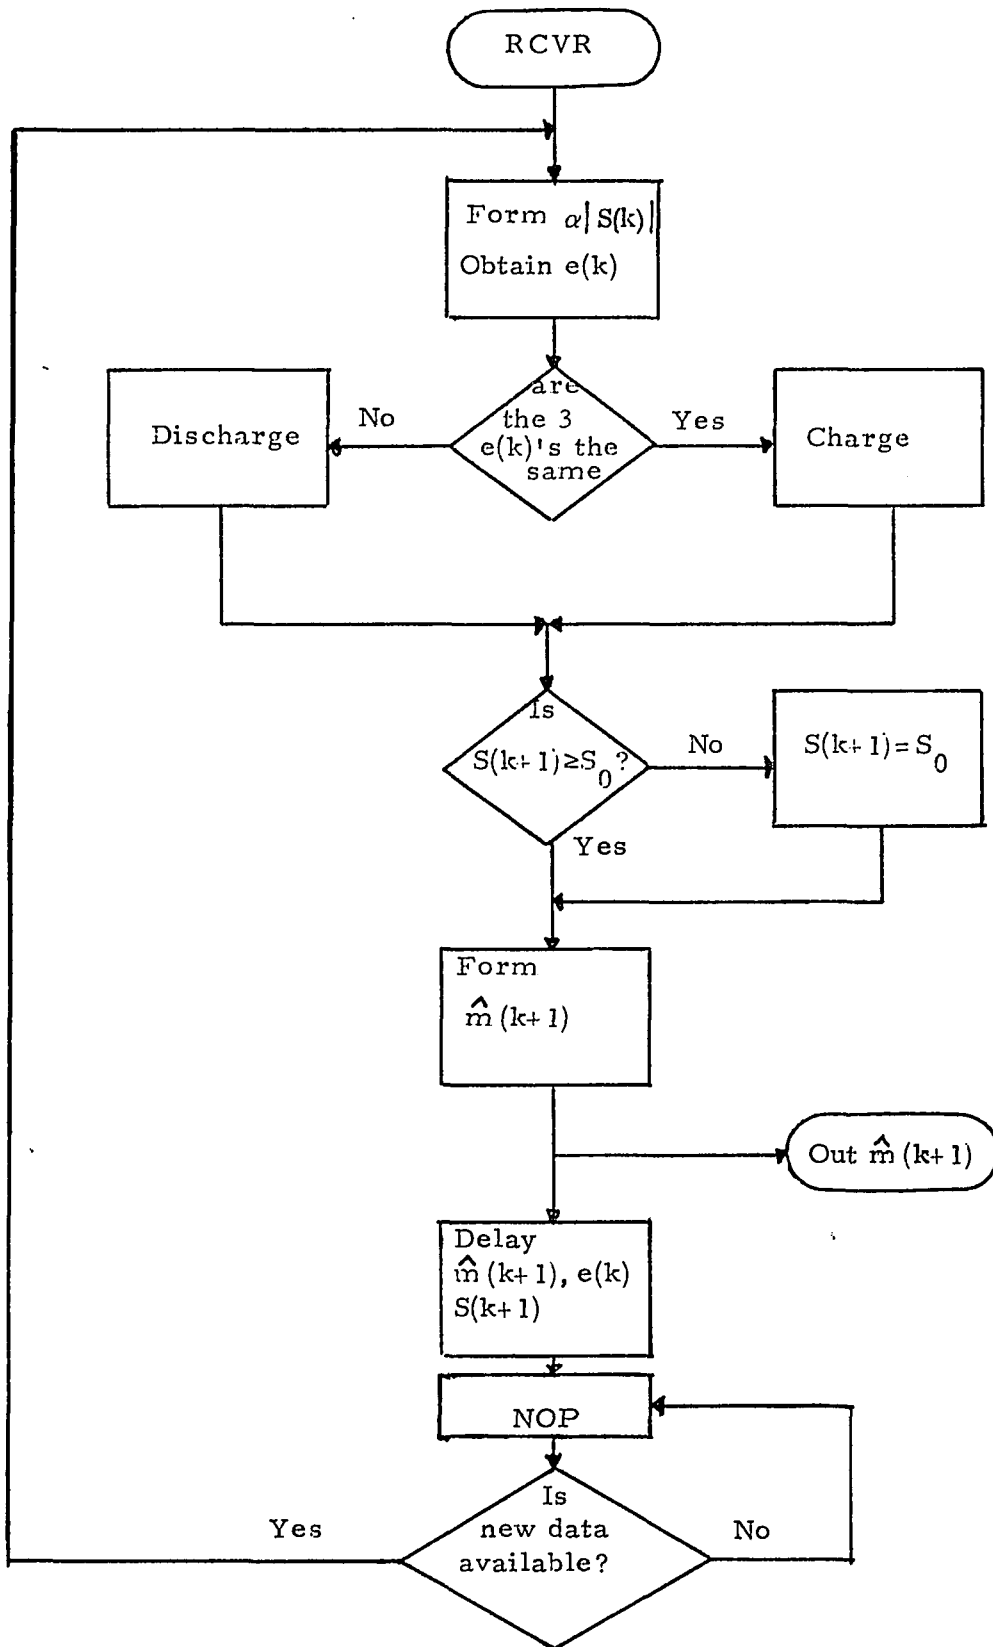 RCVR
Form α|S(k)|
Obtain e(k)
are
the 3
e(k)'s the
same
No
Yes
Discharge
Charge
Is
S(k+1)≥S₀?
No
Yes
S(k+1)=S₀
Form
m̂(k+1)
Out m̂(k+1)
Delay
m̂(k+1), e(k)
S(k+1)
NOP
Is
new data
available?
Yes
No